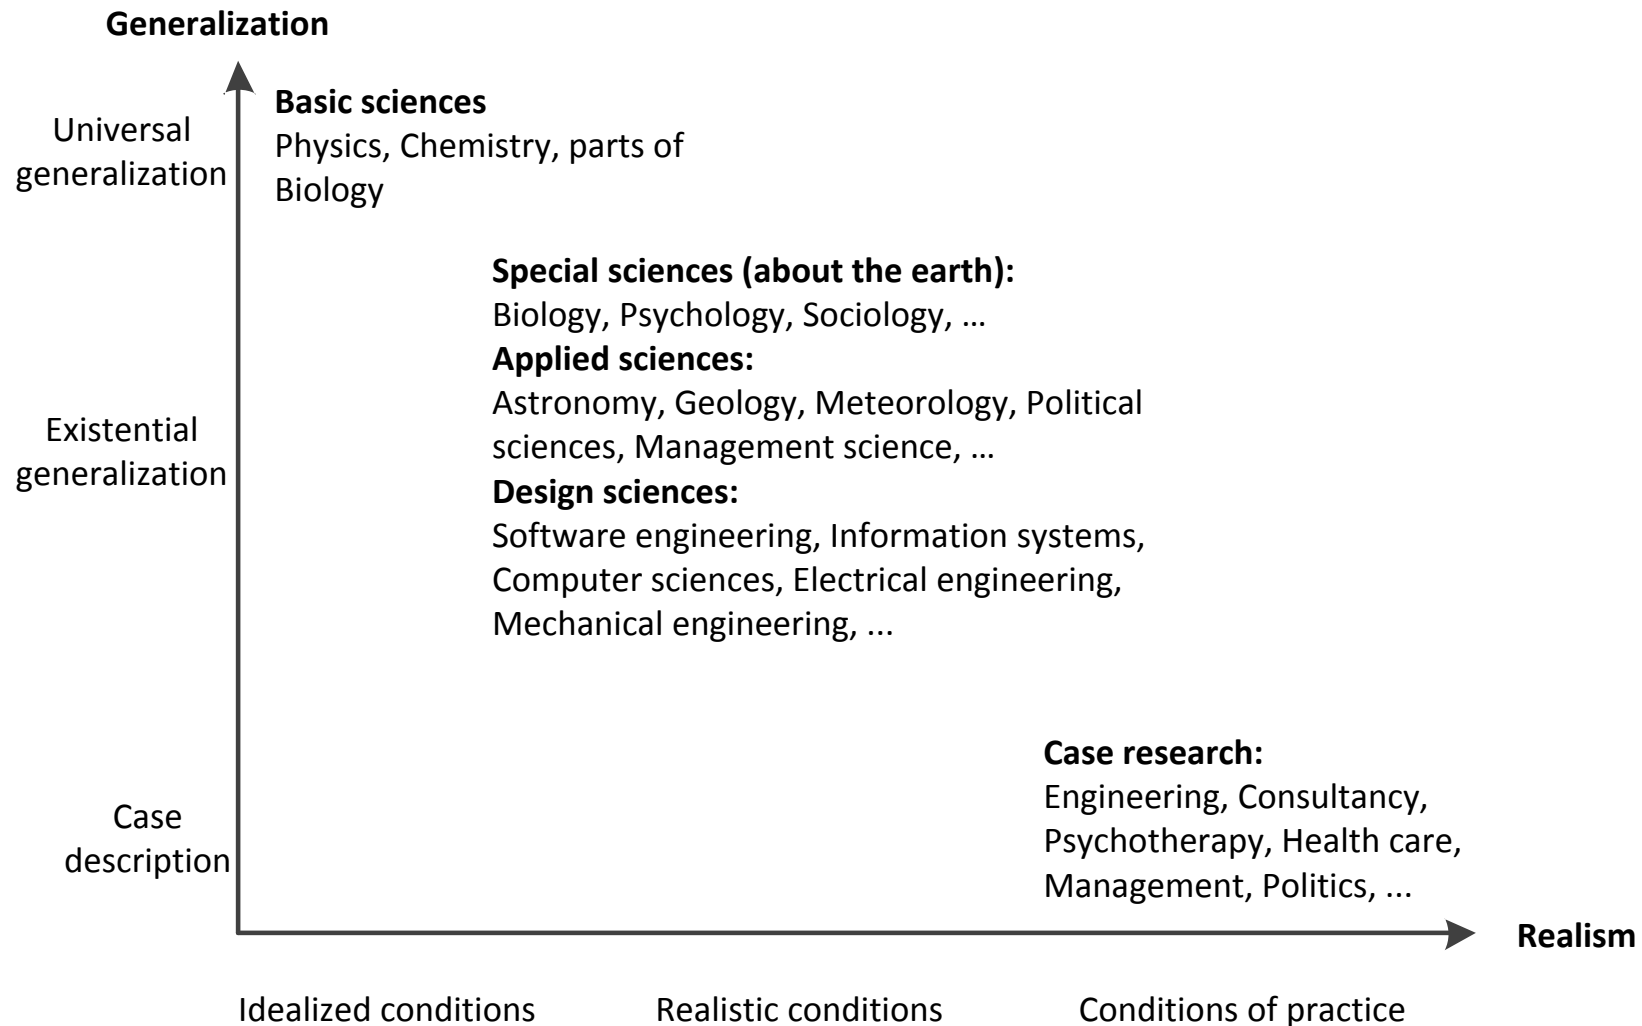 Generalization
Universal
generalization
Basic sciences
Physics, Chemistry, parts of
Biology
Special sciences (about the earth):
Biology, Psychology, Sociology, …
Applied sciences:
Astronomy, Geology, Meteorology, Political
sciences, Management science, …
Design sciences:
Software engineering, Information systems,
Computer sciences, Electrical engineering,
Mechanical engineering, ...
Existential
generalization
Case research:
Engineering, Consultancy,
Psychotherapy, Health care,
Management, Politics, ...
Case
description
Realism
Idealized conditions
Realistic conditions
Conditions of practice